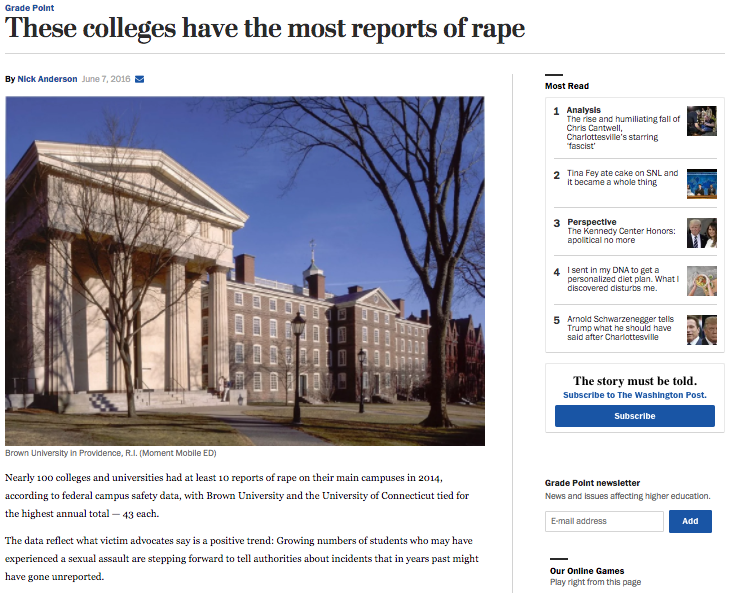 Grade Point
These colleges have the most reports of rape
By Nick Anderson June 7, 2016
Brown University in Providence, R.I. (Moment Mobile ED)
Nearly 100 colleges and universities had at least 10 reports of rape on their main campuses in 2014,
according to federal campus safety data, with Brown University and the University of Connecticut tied for
the highest annual total — 43 each.
The data reflect what victim advocates say is a positive trend: Growing numbers of students who may have
experienced a sexual assault are stepping forward to tell authorities about incidents that in years past might
have gone unreported.
Most Read
1 Analysis
The rise and humiliating fall of
Chris Cantwell,
Charlottesville's starring
'fascist'
2 Tina Fey ate cake on SNL and
it became a whole thing
3 Perspective
The Kennedy Center Honors:
apolitical no more
4 I sent in my DNA to get a
personalized diet plan. What I
discovered disturbs me.
5 Arnold Schwarzenegger tells
Trump what he should have
said after Charlottesville
The story must be told.
Subscribe to The Washington Post.
Subscribe
Grade Point newsletter
News and issues affecting higher education.
E-mail address
Add
Our Online Games
Play right from this page